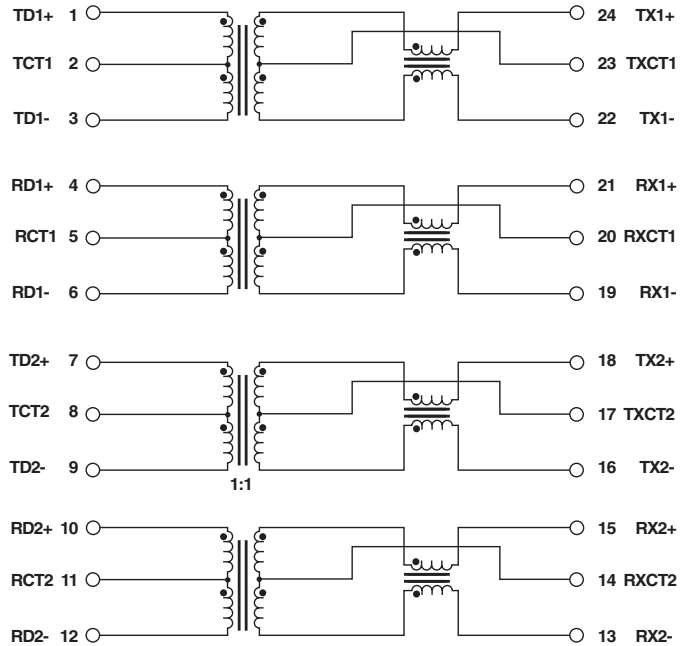 TD1+ 1 24 TX1+
TCT1 2 23 TXCT1
TD1- 3 22 TX1-
RD1+ 4 21 RX1+
RCT1 5 20 RXCT1
RD1- 6 19 RX1-
TD2+ 7 18 TX2+
TCT2 8 17 TXCT2
TD2- 9 16 TX2-
1:1
RD2+ 10 15 RX2+
RCT2 11 14 RXCT2
RD2- 12 13 RX2-